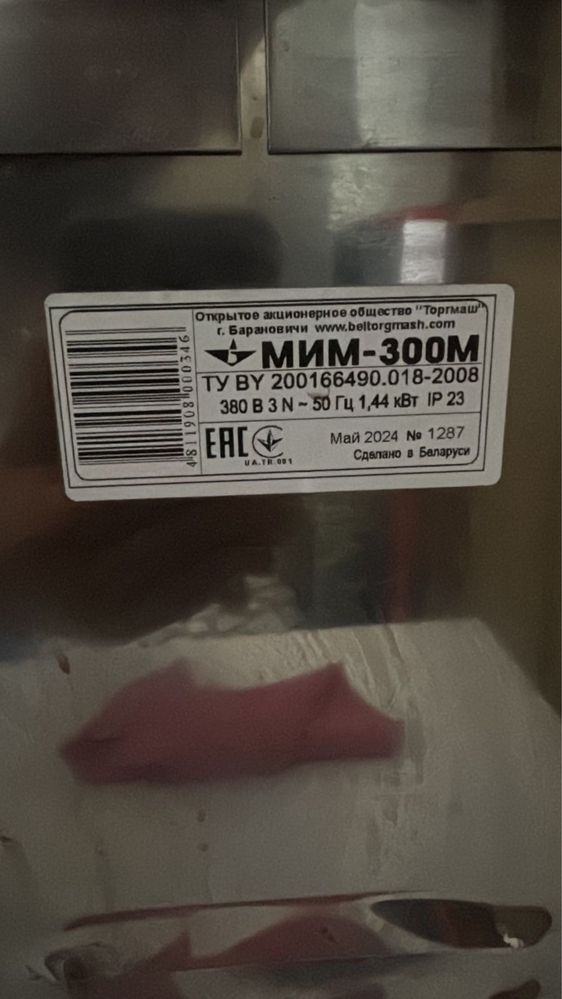 Открытое акционерное общество "Торгмаш"
г. Барановичи www.beltorgmash.com
МИМ-300М
ТУ BY 200166490.018-2008
380 В 3 N ~ 50 Гц 1,44 кВт IP 23
ЕАС
UA.TR.001
Май 2024 № 1287
Сделано в Беларуси
4811908000346